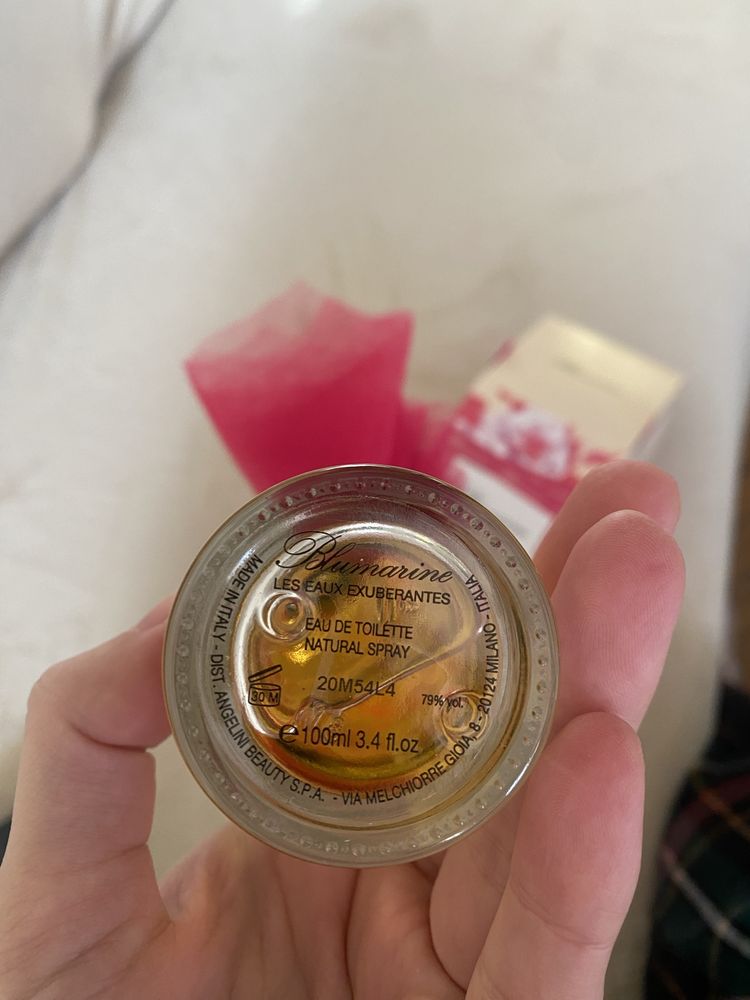 Blumarine
LES EAUX EXUBERANTES
EAU DE TOILETTE
NATURAL SPRAY
20M54L4
30 M
79% vol.
e 100ml 3.4 fl.oz
MADE IN ITALY - DIST. ANGELINI BEAUTY S.P.A. - VIA MELCHIORRE GIOIA, 8 - 20124 MILANO - ITALIA